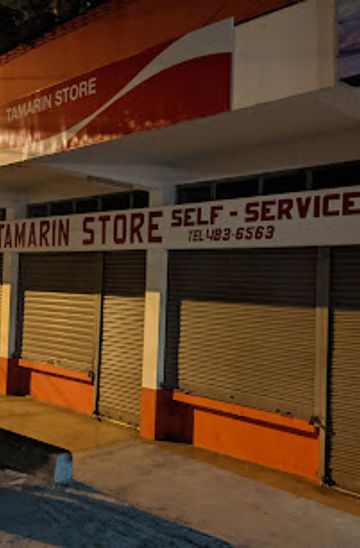 TAMARIN STORE
TAMARIN STORE SELF - SERVICE
TEL 483-6563